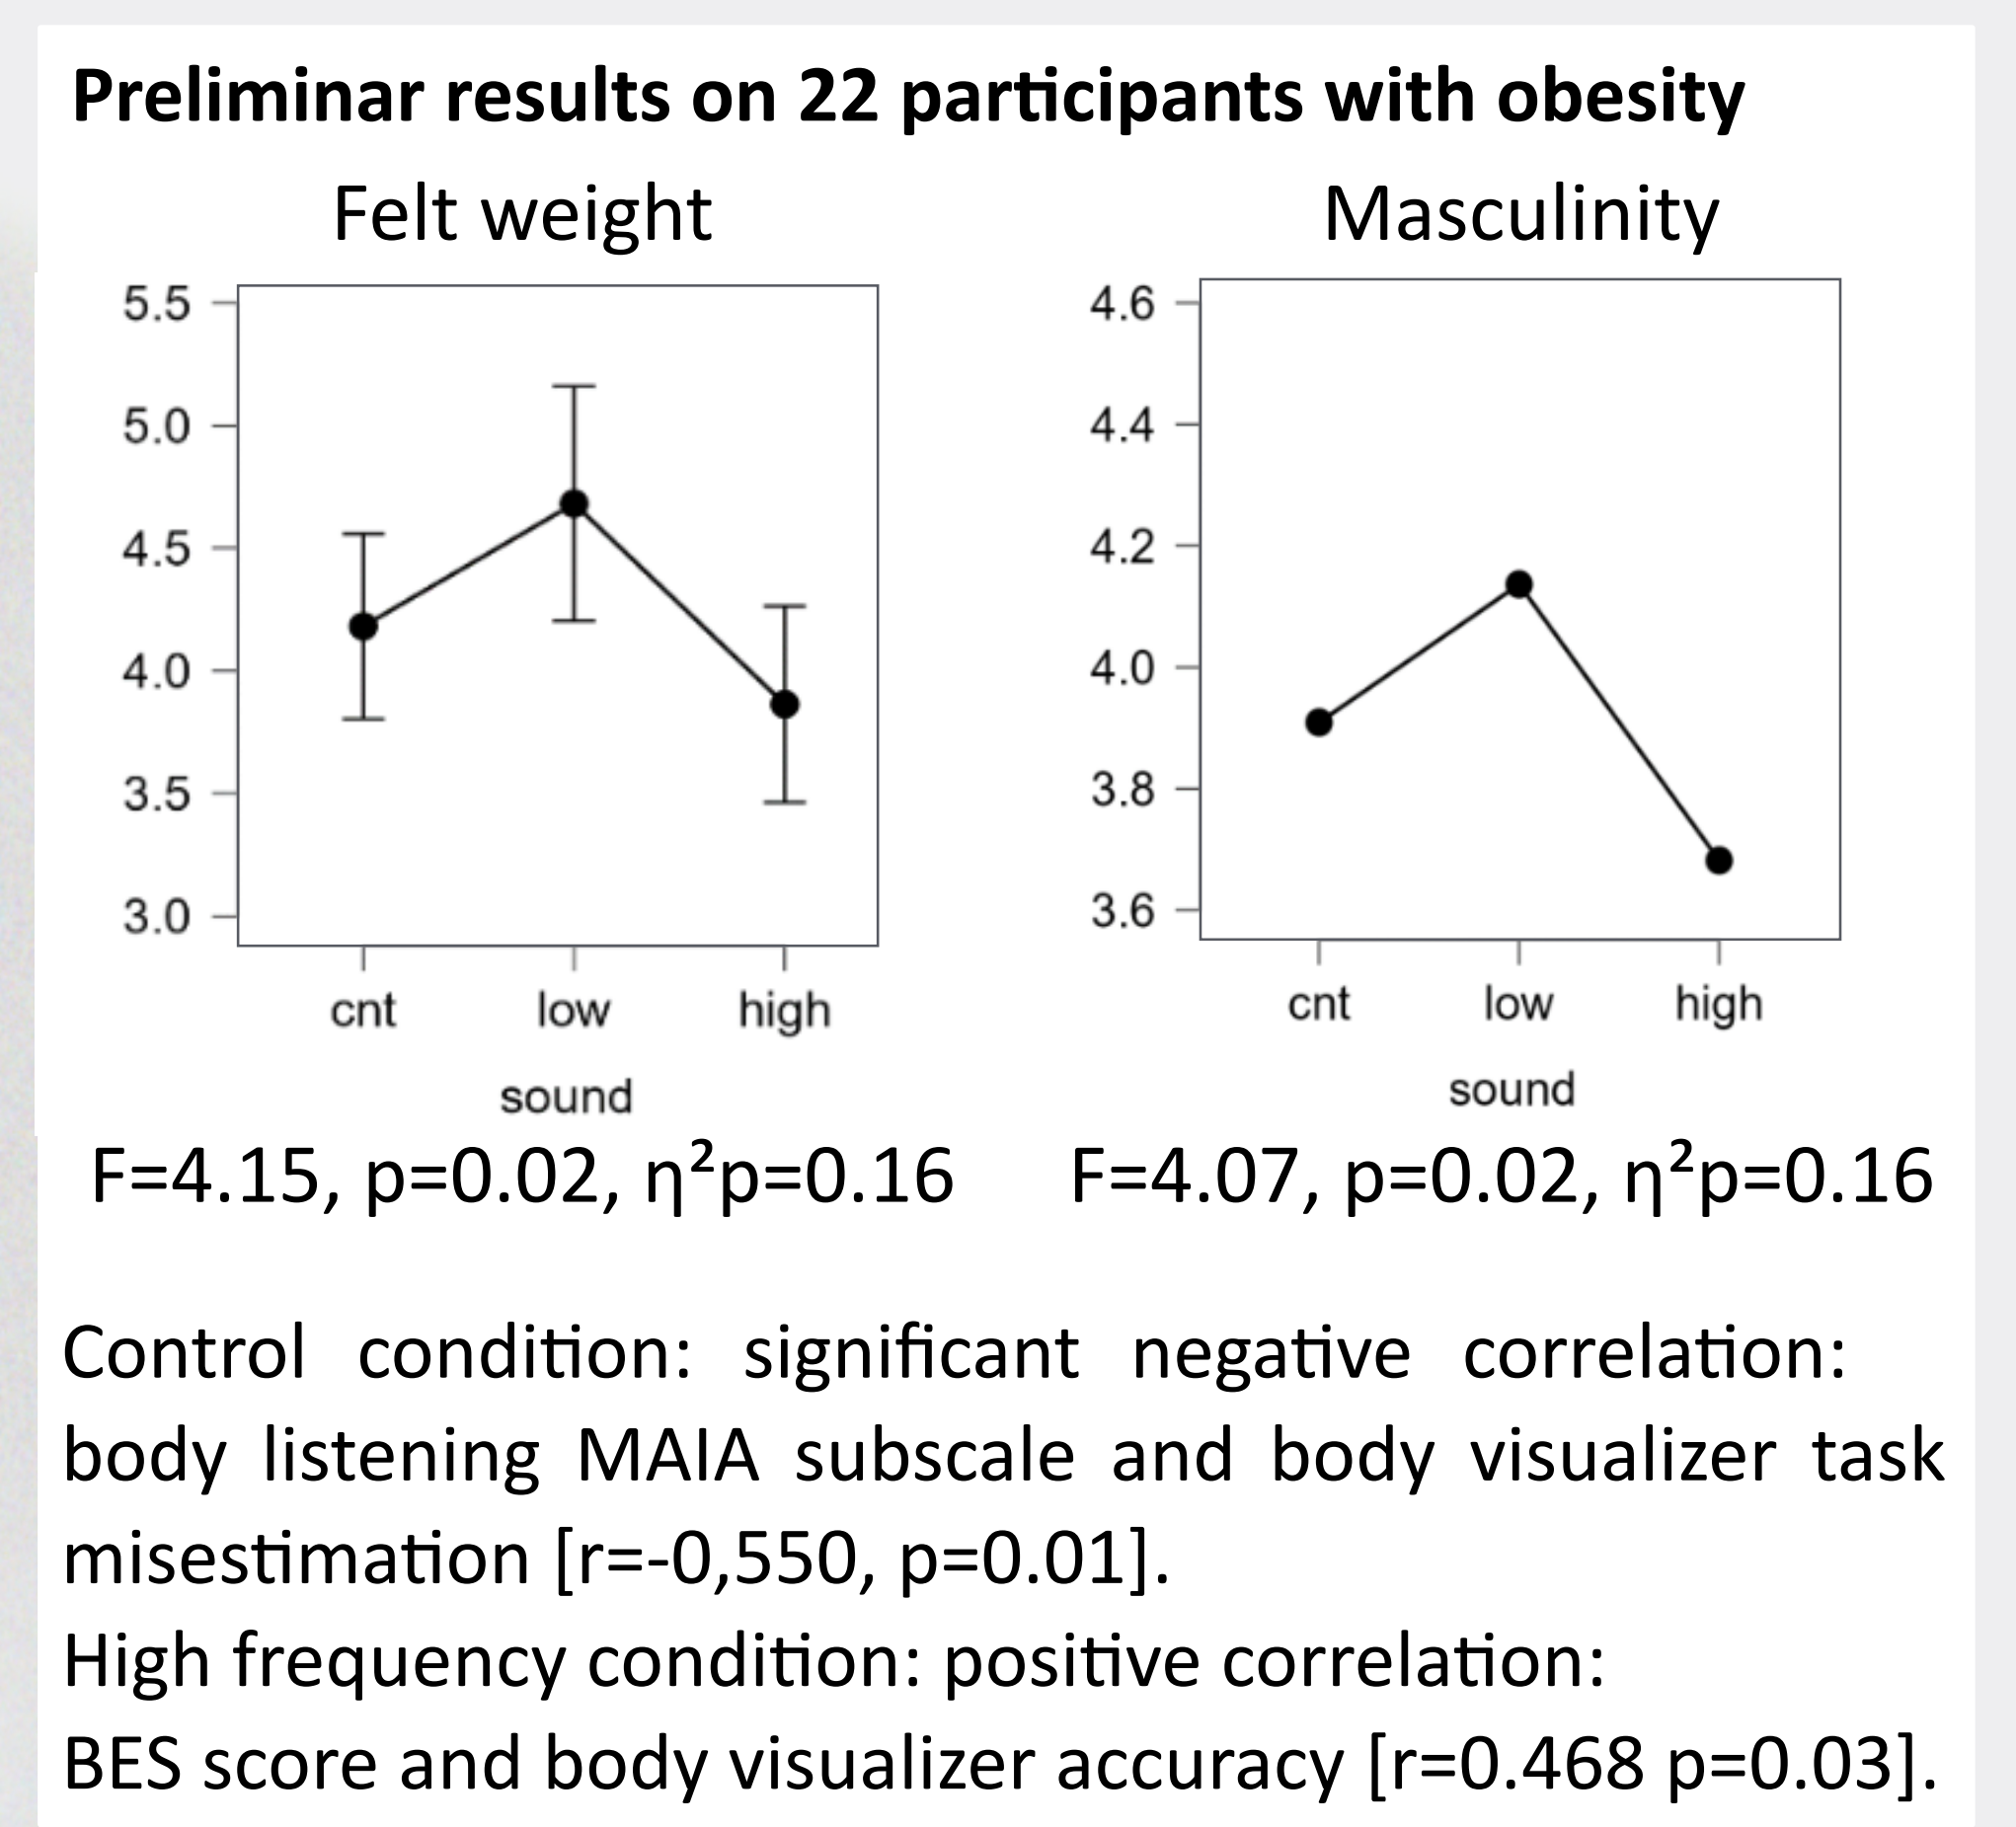 Preliminar results on 22 participants with obesity
Felt weight
5.5
5.0
4.5
4.0
3.5
3.0
cnt low high
sound
F=4.15, p=0.02, η²p=0.16
Masculinity
4.6
4.4
4.2
4.0
3.8
3.6
cnt low high
sound
F=4.07, p=0.02, η²p=0.16
Control condition: significant negative correlation:
body listening MAIA subscale and body visualizer task
misestimation [r=-0,550, p=0.01].
High frequency condition: positive correlation:
BES score and body visualizer accuracy [r=0.468 p=0.03].